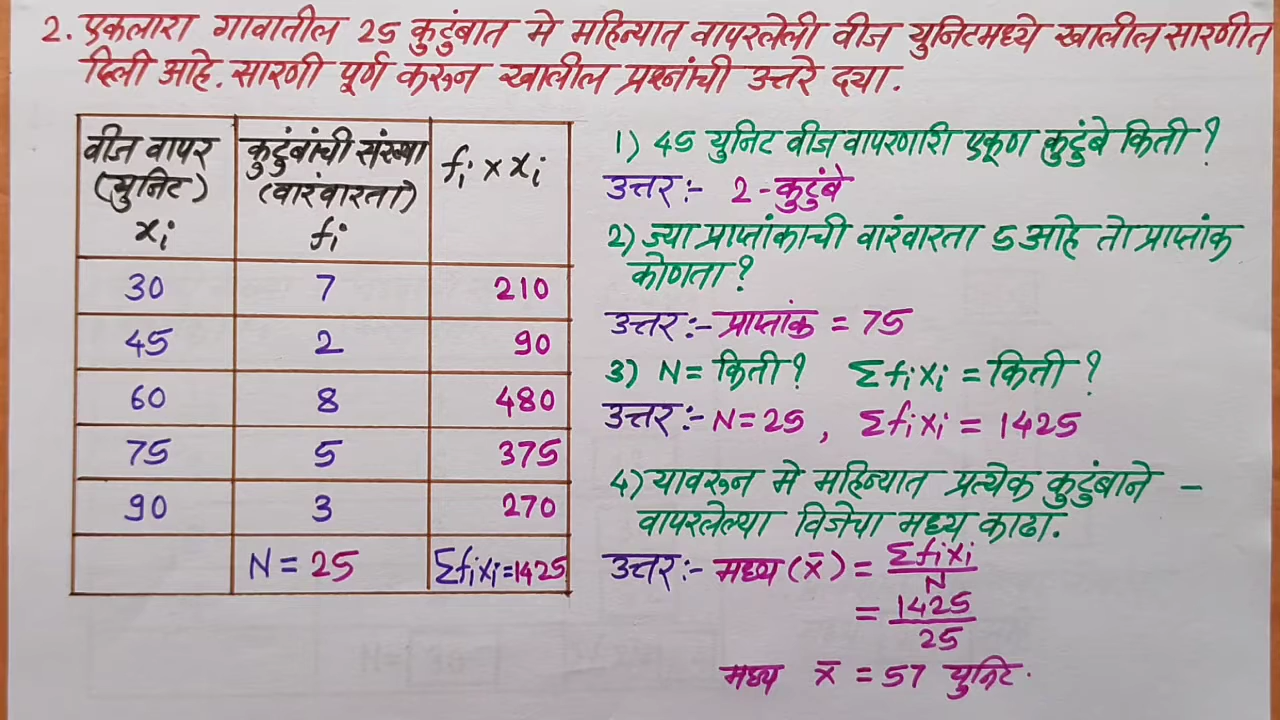 2. एकलारा गावातील 25 कुटुंबात मे महिन्यात वापरलेली वीज युनिटमध्ये खालील सारणीत
दिली आहे. सारणी पूर्ण करून खालील प्रश्नांची उत्तरे द्या.
वीज वापर (युनिट) xi | कुटुंबांची संख्या (वारंवारता) fi | fi × xi
30 | 7 | 210
45 | 2 | 90
60 | 8 | 480
75 | 5 | 375
90 | 3 | 270
N = 25 | Σfixi = 1425
1) 45 युनिट वीज वापरणारी एकूण कुटुंबे किती?
उत्तर:- 2 - कुटुंबे
2) ज्या प्राप्तांकाची वारंवारता 5 आहे तो प्राप्तांक
कोणता?
उत्तर:- प्राप्तांक = 75
3) N = किती? Σfixi = किती?
उत्तर:- N = 25, Σfixi = 1425
4) यावरून मे महिन्यात प्रत्येक कुटुंबाने -
वापरलेल्या विजेचा मध्य काढा.
उत्तर:- मध्य (x̄) = Σfixi / N
= 1425 / 25
मध्य x̄ = 57 युनिट.